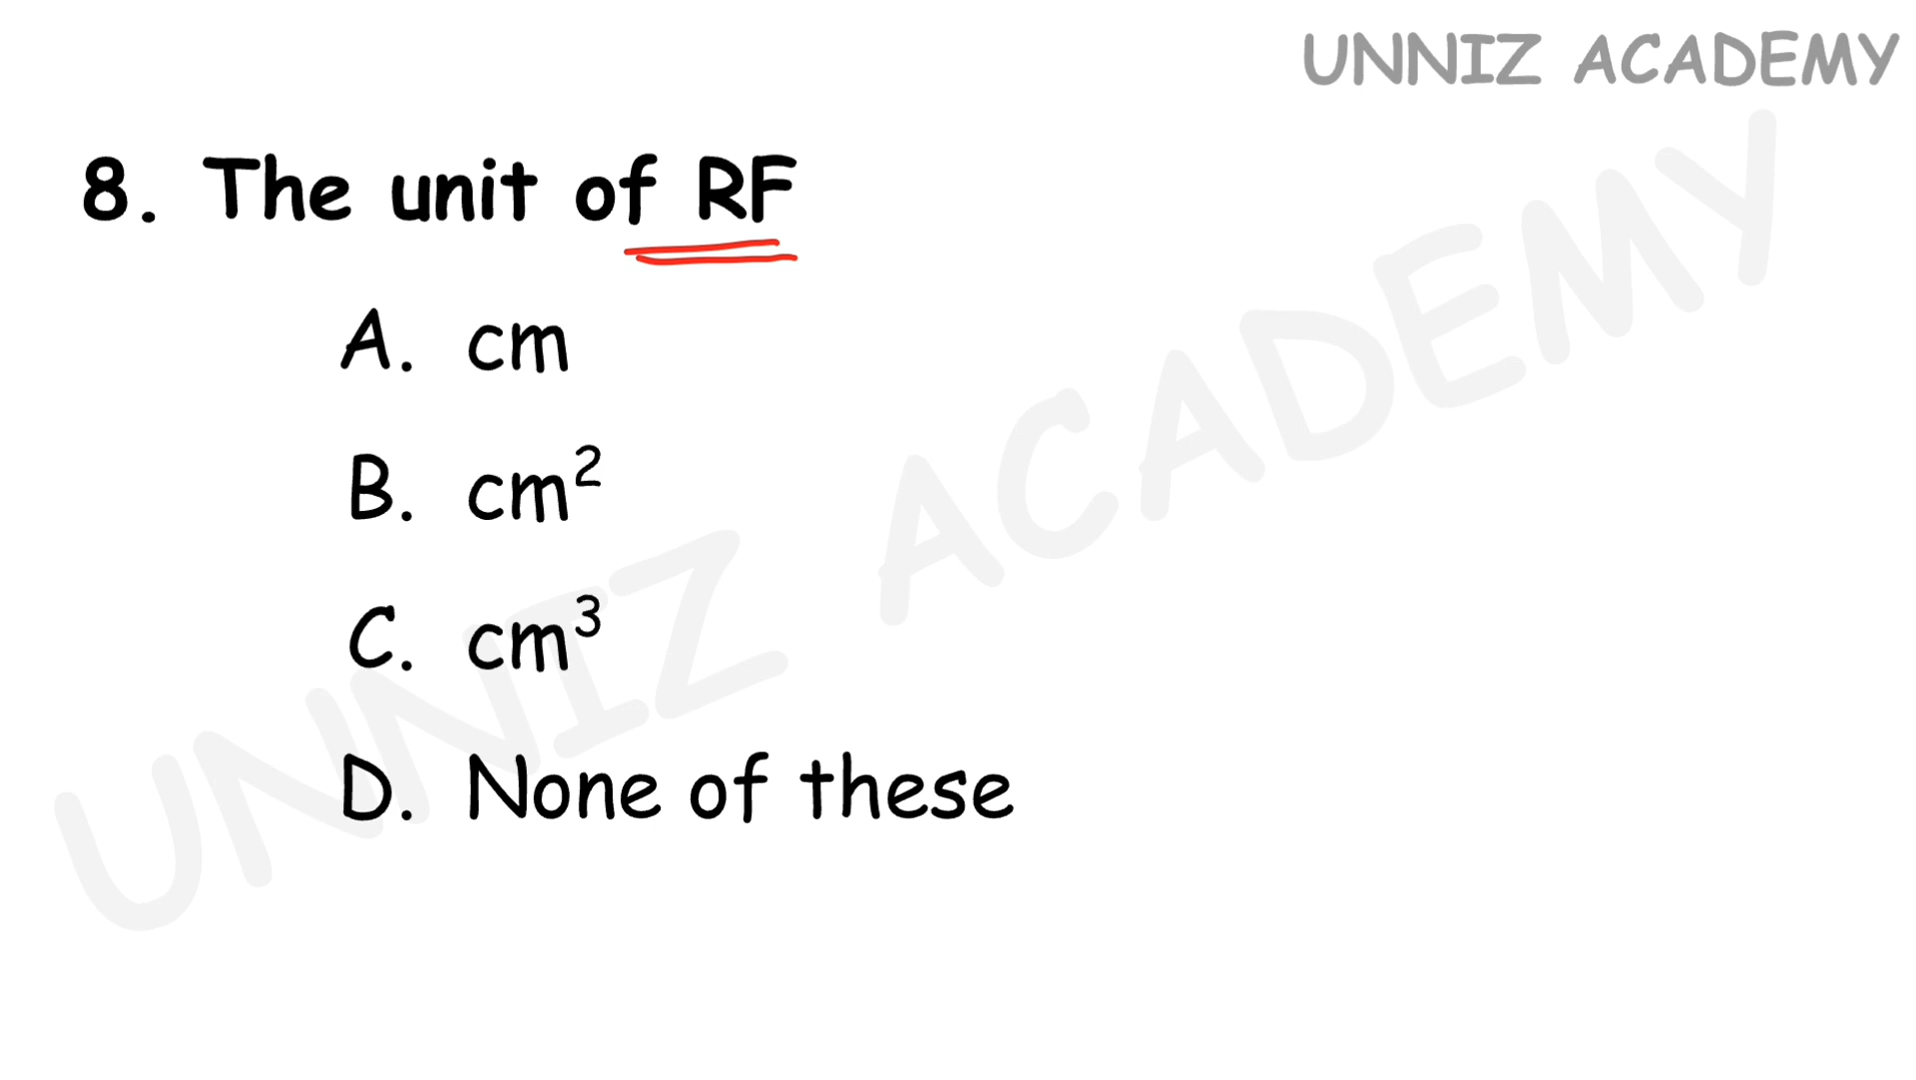 UNNIZ ACADEMY
8. The unit of RF
A. cm
B. cm²
C. cm³
D. None of these
UNNIZ ACADEMY